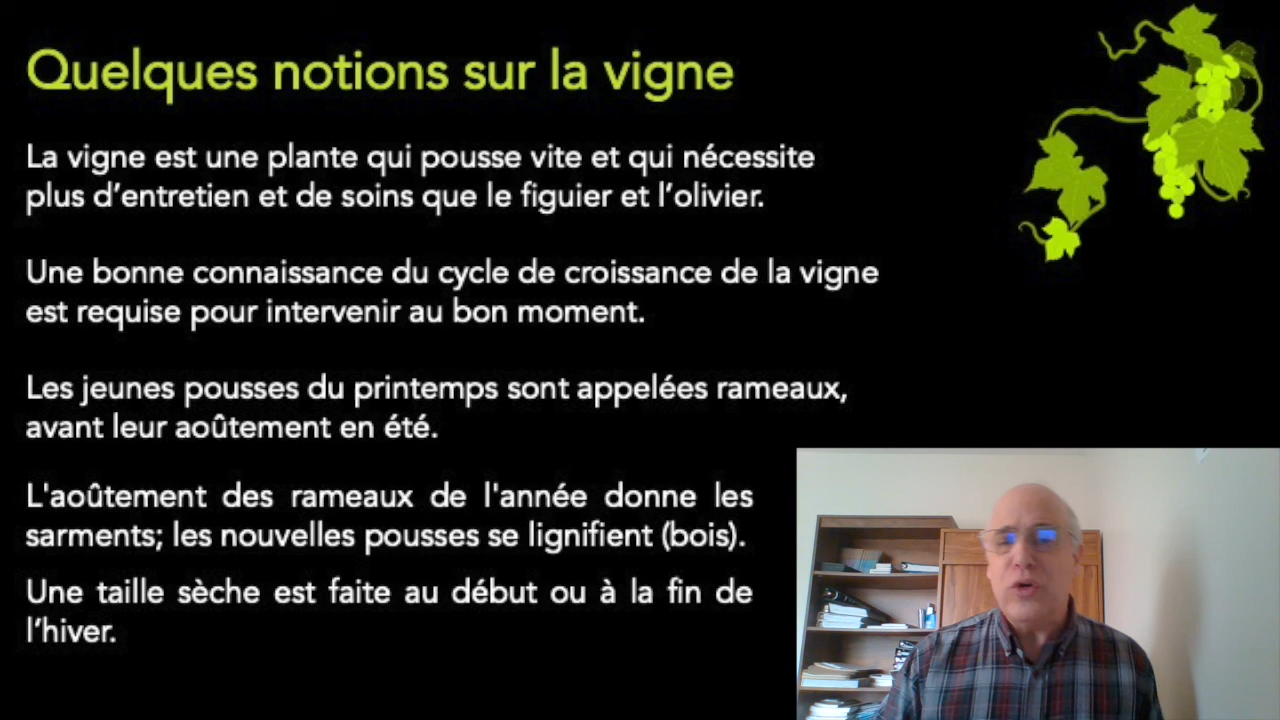 Quelques notions sur la vigne
La vigne est une plante qui pousse vite et qui nécessite
plus d’entretien et de soins que le figuier et l’olivier.
Une bonne connaissance du cycle de croissance de la vigne
est requise pour intervenir au bon moment.
Les jeunes pousses du printemps sont appelées rameaux,
avant leur aoûtement en été.
L'aoûtement des rameaux de l'année donne les
sarments; les nouvelles pousses se lignifient (bois).
Une taille sèche est faite au début ou à la fin de
l’hiver.